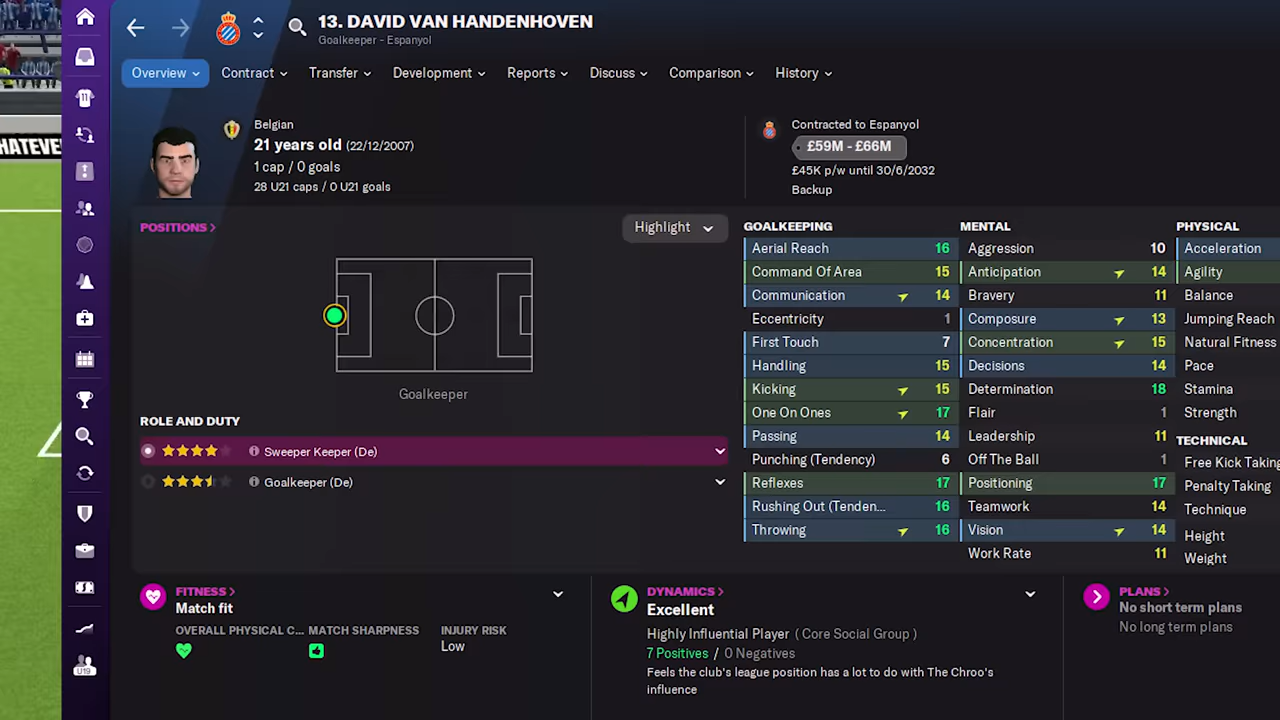 13. DAVID VAN HANDENHOVEN
Goalkeeper - Espanyol
Overview
Contract
Transfer
Development
Reports
Discuss
Comparison
History
HATEVE
11
U19
Belgian
21 years old (22/12/2007)
1 cap / 0 goals
28 U21 caps / 0 U21 goals
Contracted to Espanyol
£59M - £66M
£45K p/w until 30/6/2032
Backup
POSITIONS >
Highlight
Goalkeeper
ROLE AND DUTY
Sweeper Keeper (De)
Goalkeeper (De)
GOALKEEPING
Aerial Reach 16
Command Of Area 15
Communication 14
Eccentricity 1
First Touch 7
Handling 15
Kicking 15
One On Ones 17
Passing 14
Punching (Tendency) 6
Reflexes 17
Rushing Out (Tenden... 16
Throwing 16
MENTAL
Aggression 10
Anticipation 14
Bravery 11
Composure 13
Concentration 15
Decisions 14
Determination 18
Flair 1
Leadership 11
Off The Ball 1
Positioning 17
Teamwork 14
Vision 14
Work Rate 11
PHYSICAL
Acceleration
Agility
Balance
Jumping Reach
Natural Fitness
Pace
Stamina
Strength
TECHNICAL
Free Kick Taking
Penalty Taking
Technique
Height
Weight
FITNESS >
Match fit
OVERALL PHYSICAL C...
MATCH SHARPNESS
INJURY RISK
Low
DYNAMICS >
Excellent
Highly Influential Player ( Core Social Group )
7 Positives / 0 Negatives
Feels the club's league position has a lot to do with The Chroo's
influence
PLANS >
No short term plans
No long term plans